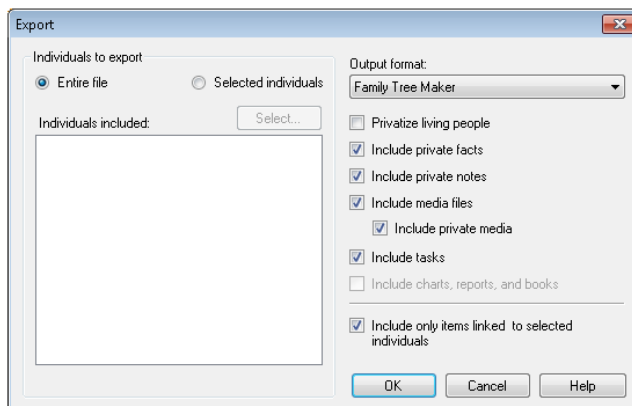 Export
Individuals to export
Entire file
Selected individuals
Individuals included:
Select...
Output format:
Family Tree Maker
Privatize living people
Include private facts
Include private notes
Include media files
Include private media
Include tasks
Include charts, reports, and books
Include only items linked to selected
individuals
OK
Cancel
Help